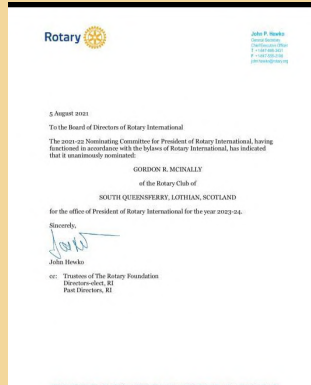 Rotary
John P. Hewko
General Secretary
5 August 2021
To the Board of Directors of Rotary International
The 2021-22 Nominating Committee for President of Rotary International, having
functioned in accordance with the bylaws of Rotary International, has indicated
that it unanimously nominated:
GORDON R. MCINALLY
of the Rotary Club of
SOUTH QUEENSFERRY, LOTHIAN, SCOTLAND
for the office of President of Rotary International for the year 2023-24.
Sincerely,
John Hewko
cc: Trustees of The Rotary Foundation
Directors-elect, RI
Past Directors, RI